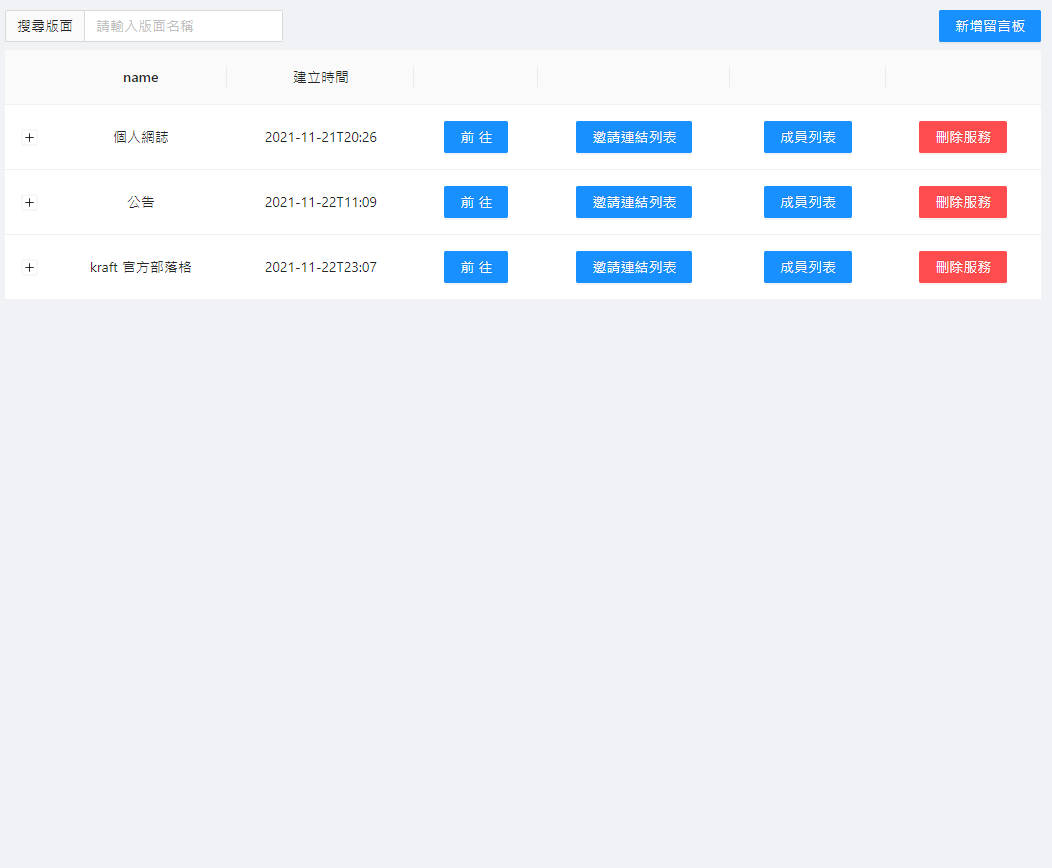 搜尋版面 請輸入版面名稱 新增留言板
name 建立時間
個人網誌 2021-11-21T20:26 前 往 邀請連結列表 成員列表 刪除服務
公告 2021-11-22T11:09 前 往 邀請連結列表 成員列表 刪除服務
kraft 官方部落格 2021-11-22T23:07 前 往 邀請連結列表 成員列表 刪除服務